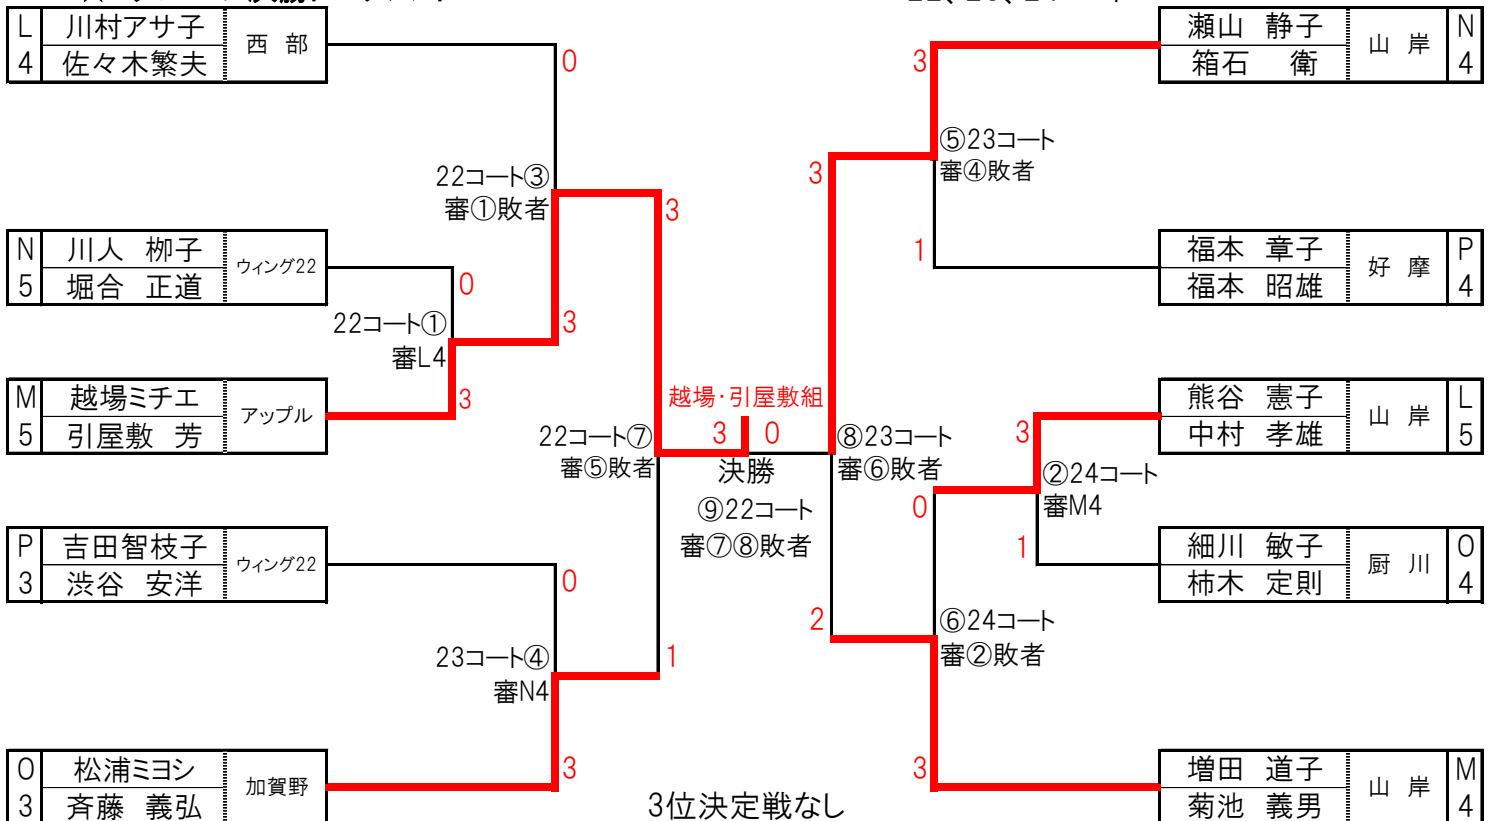 L 川村アサ子 西 部
4 佐々木繁夫
0
22コート③
審①敗者
3
N 川人 栁子 ウィング22
5 堀合 正道
0
22コート①
審L4
3
M 越場ミチエ アップル
5 引屋敷 芳
3
22コート⑦
審⑤敗者
P 吉田智枝子 ウィング22
3 渋谷 安洋
0
23コート④
審N4
1
O 松浦ミヨシ 加賀野
3 斉藤 義弘
3
越場・引屋敷組
3 0
決勝
⑨22コート
審⑦⑧敗者
3位決定戦なし
瀬山 静子 山 岸 N
箱石 衛 4
3
⑤23コート
審④敗者
3
1
福本 章子 好 摩 P
福本 昭雄 4
熊谷 憲子 山 岸 L
中村 孝雄 5
3
⑧23コート
審⑥敗者
②24コート
審M4
0
1
細川 敏子 厨 川 O
柿木 定則 4
2
⑥24コート
審②敗者
3
増田 道子 山 岸 M
菊池 義男 4